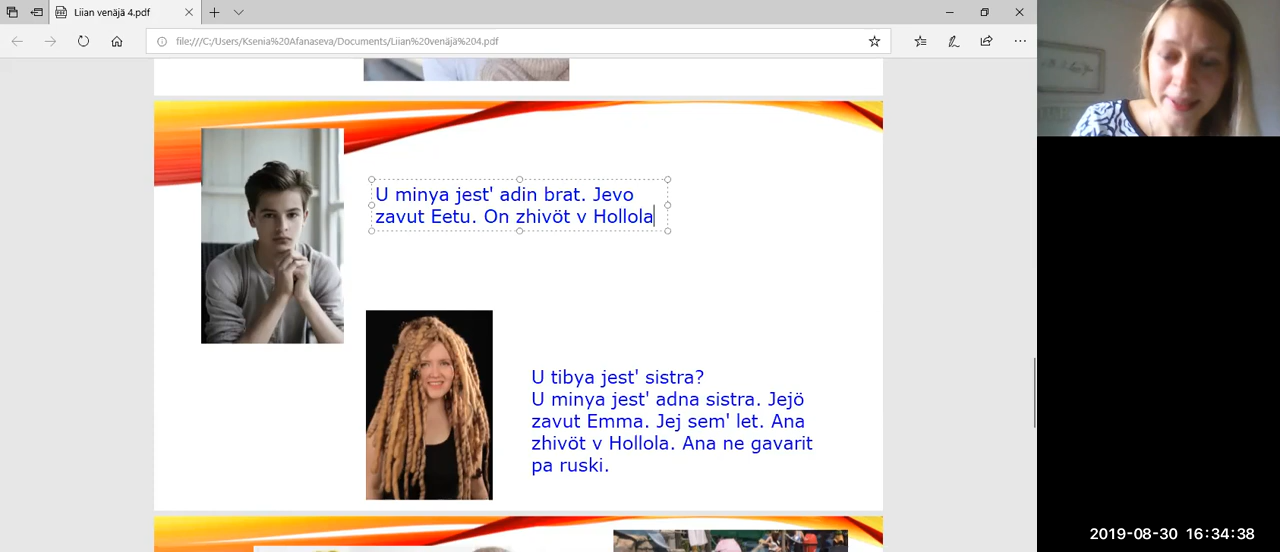 Liian venäjä 4.pdf
file:///C:/Users/Ksenia%20Afanaseva/Documents/Liian%20venäjä%204.pdf
U minya jest' adin brat. Jevo
zavut Eetu. On zhivöt v Hollola
U tibya jest' sistra?
U minya jest' adna sistra. Jejö
zavut Emma. Jej sem' let. Ana
zhivöt v Hollola. Ana ne gavarit
pa ruski.
2019-08-30 16:34:38